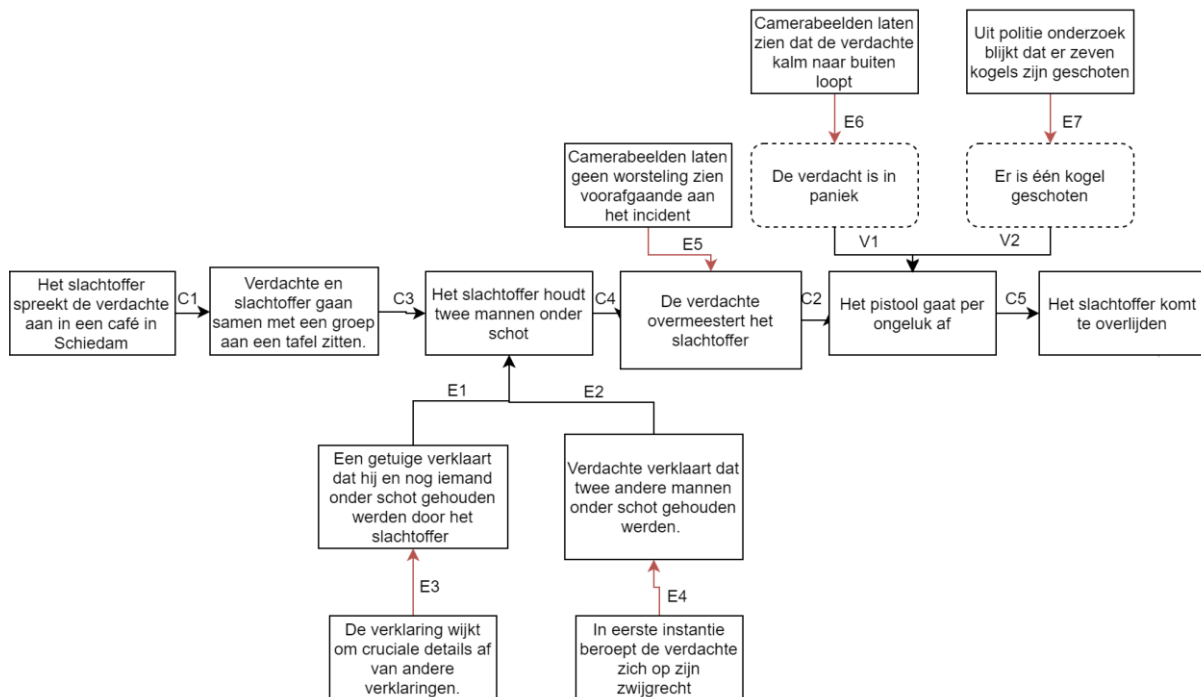 Camerabeelden laten
zien dat de verdachte
kalm naar buiten
loopt
Uit politie onderzoek
blijkt dat er zeven
kogels zijn geschoten
E6
E7
Camerabeelden laten
geen worsteling zien
voorafgaande aan
het incident
De verdacht is in
paniek
Er is één kogel
geschoten
E5
V1
V2
Het slachtoffer
spreekt de verdachte
aan in een café in
Schiedam
C1
Verdachte en
slachtoffer gaan
samen met een groep
aan een tafel zitten.
C3
Het slachtoffer houdt
twee mannen onder
schot
C4
De verdachte
overmeestert het
slachtoffer
C2
Het pistool gaat per
ongeluk af
C5
Het slachtoffer komt
te overlijden
E1
E2
Een getuige verklaart
dat hij en nog iemand
onder schot gehouden
werden door het
slachtoffer
Verdachte verklaart dat
twee andere mannen
onder schot gehouden
werden.
E3
E4
De verklaring wijkt
om cruciale details af
van andere
verklaringen.
In eerste instantie
beroept de verdachte
zich op zijn
zwijgrecht